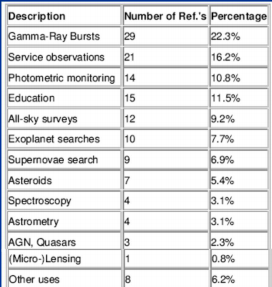 Description Number of Ref.'s Percentage
Gamma-Ray Bursts 29 22.3%
Service observations 21 16.2%
Photometric monitoring 14 10.8%
Education 15 11.5%
All-sky surveys 12 9.2%
Exoplanet searches 10 7.7%
Supernovae search 9 6.9%
Asteroids 7 5.4%
Spectroscopy 4 3.1%
Astrometry 4 3.1%
AGN, Quasars 3 2.3%
(Micro-)Lensing 1 0.8%
Other uses 8 6.2%